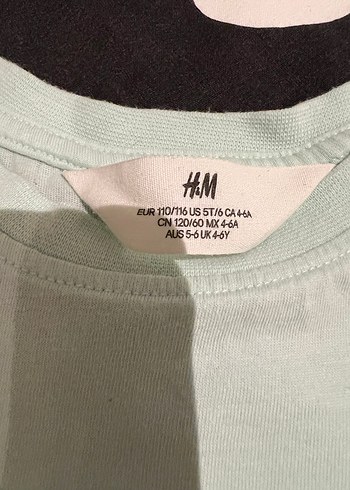 H&M
EUR 110/116 US 5T/6 CA 4-6A
CN 120/60 MX 4-6A
AUS 5-6 UK 4-6Y